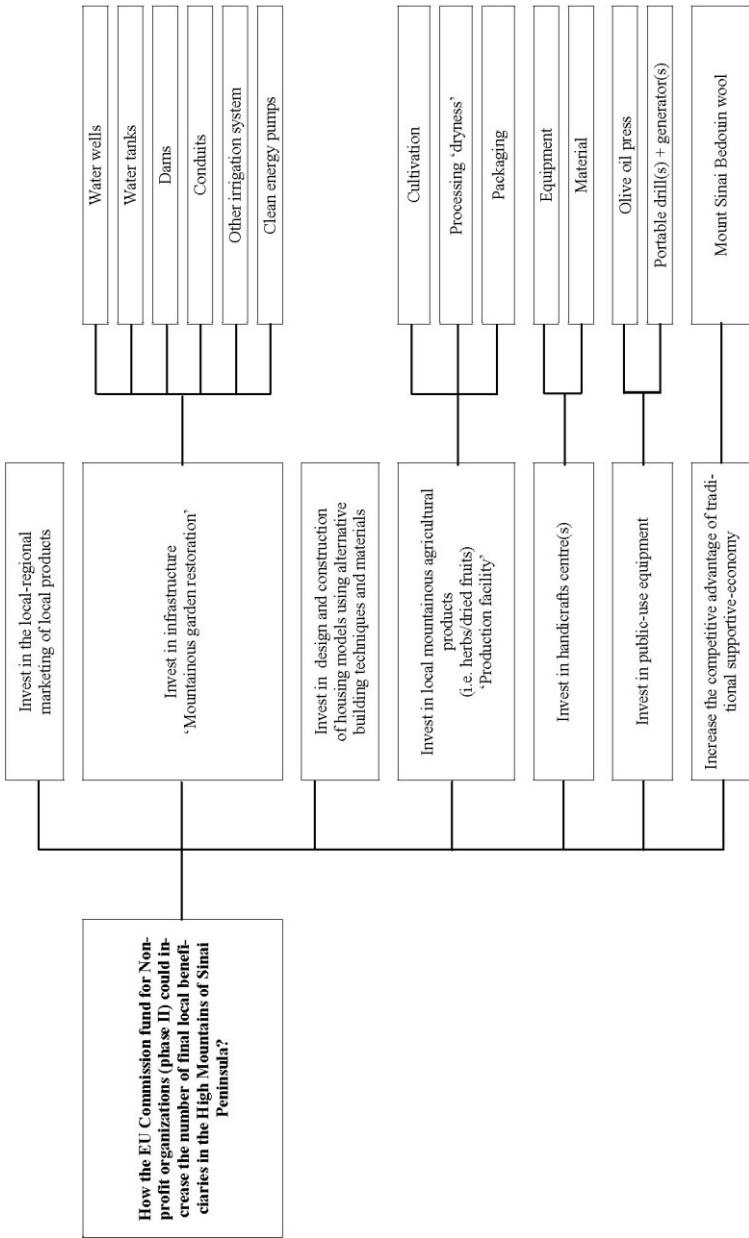 How the EU Commission fund for Non-
profit organizations (phase II) could in-
crease the number of final local benefi-
ciaries in the High Mountains of Sinai
Peninsula?
Invest in the local-regional
marketing of local products
Invest in infrastructure
‘Mountainous garden restoration’
Water wells
Water tanks
Dams
Conduits
Other irrigation system
Clean energy pumps
Invest in design and construction
of housing models using alternative
building techniques and materials
Invest in local mountainous agricultural
products
(i.e. herbs/dried fruits)
‘Production facility’
Cultivation
Processing ‘dryness’
Packaging
Invest in handicrafts centre(s)
Equipment
Material
Invest in public-use equipment
Olive oil press
Portable drill(s) + generator(s)
Increase the competitive advantage of tradi-
tional supportive-economy
Mount Sinai Bedouin wool